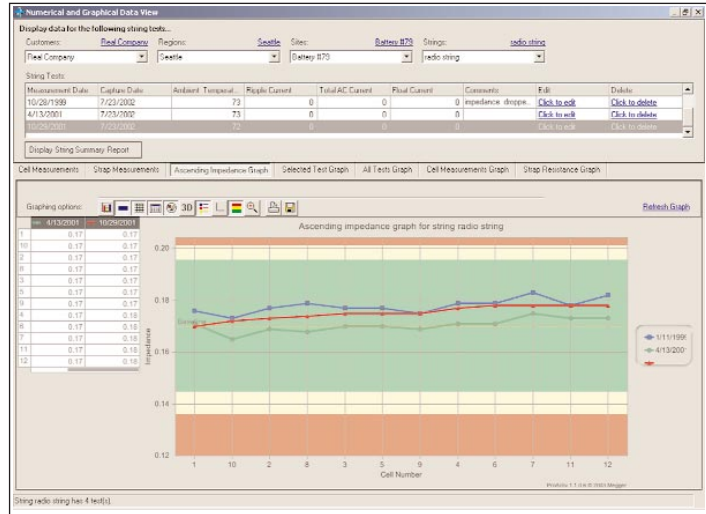 Numerical and Graphical Data View
Display data for the following string tests...
Customers: Real Company Regions: Seattle Sites: Battery #79 Strings: radio string
Real Company Seattle Battery #79 radio string
String Tests:
Measurement Date Capture Date Ambient Temperat... Ripple Current Total AC Current Float Current Comments Edit Delete
10/28/1999 7/23/2002 73 0 0 0 impedance droppe... Click to edit Click to delete
4/13/2001 7/23/2002 73 0 0 0 Click to edit Click to delete
10/29/2001 7/23/2002 72 0 0 0 Click to edit Click to delete
Display String Summary Report
Cell Measurements Strap Measurements Ascending Impedance Graph Selected Test Graph All Tests Graph Cell Measurements Graph Strap Resistance Graph
Graphing options: 3D Refresh Graph
4/13/2001 10/29/2001
1 0.17 0.17
10 0.17 0.17
2 0.17 0.17
8 0.17 0.17
3 0.17 0.17
5 0.17 0.17
9 0.17 0.17
4 0.17 0.18
6 0.17 0.18
7 0.17 0.18
11 0.17 0.18
12 0.17 0.18
Ascending impedance graph for string radio string
0.20
0.18
0.16
0.14
0.12
Impedance
1 10 2 8 3 5 9 4 6 7 11 12
Cell Number
1/11/199
4/13/200
String radio string has 4 test(s).